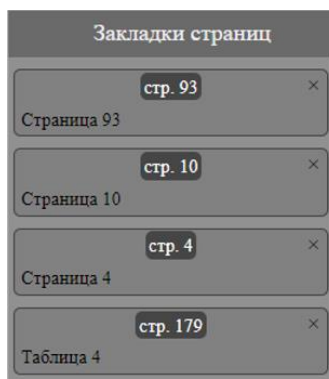 Закладки страниц
стр. 93
×
Страница 93
стр. 10
×
Страница 10
стр. 4
×
Страница 4
стр. 179
×
Таблица 4